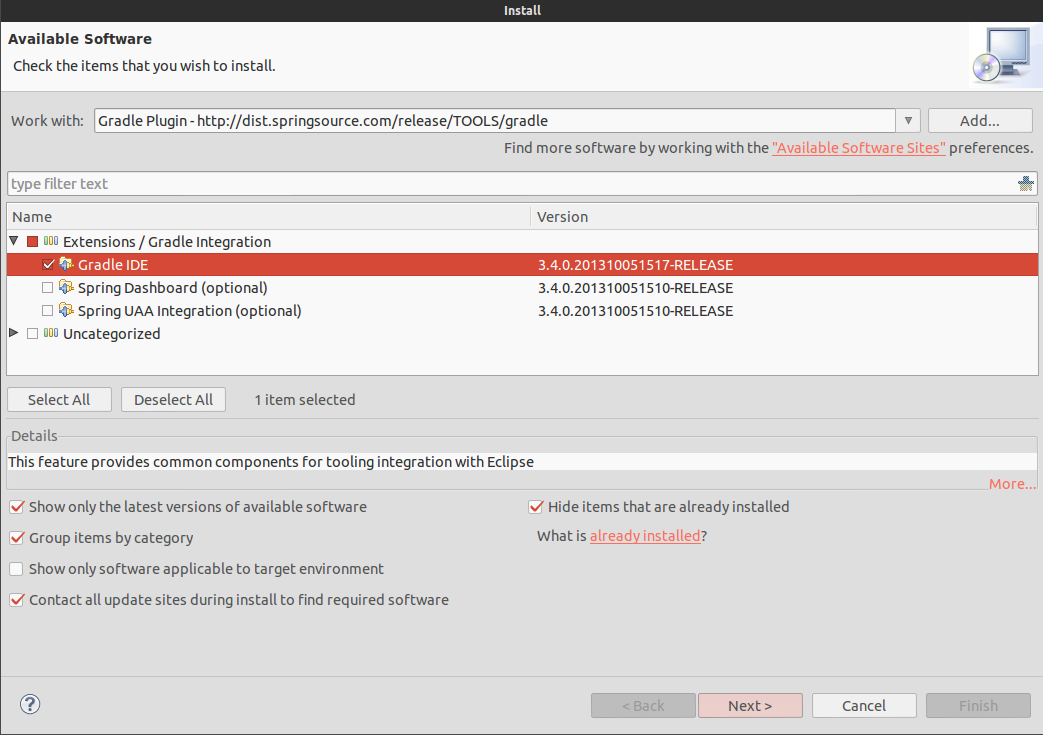 Install
Available Software
Check the items that you wish to install.
Work with: Gradle Plugin - http://dist.springsource.com/release/TOOLS/gradle Add...
Find more software by working with the "Available Software Sites" preferences.
type filter text
Name Version
Extensions / Gradle Integration
Gradle IDE 3.4.0.201310051517-RELEASE
Spring Dashboard (optional) 3.4.0.201310051510-RELEASE
Spring UAA Integration (optional) 3.4.0.201310051510-RELEASE
Uncategorized
Select All Deselect All 1 item selected
Details
This feature provides common components for tooling integration with Eclipse
More...
Show only the latest versions of available software Hide items that are already installed
Group items by category What is already installed?
Show only software applicable to target environment
Contact all update sites during install to find required software
? < Back Next > Cancel Finish